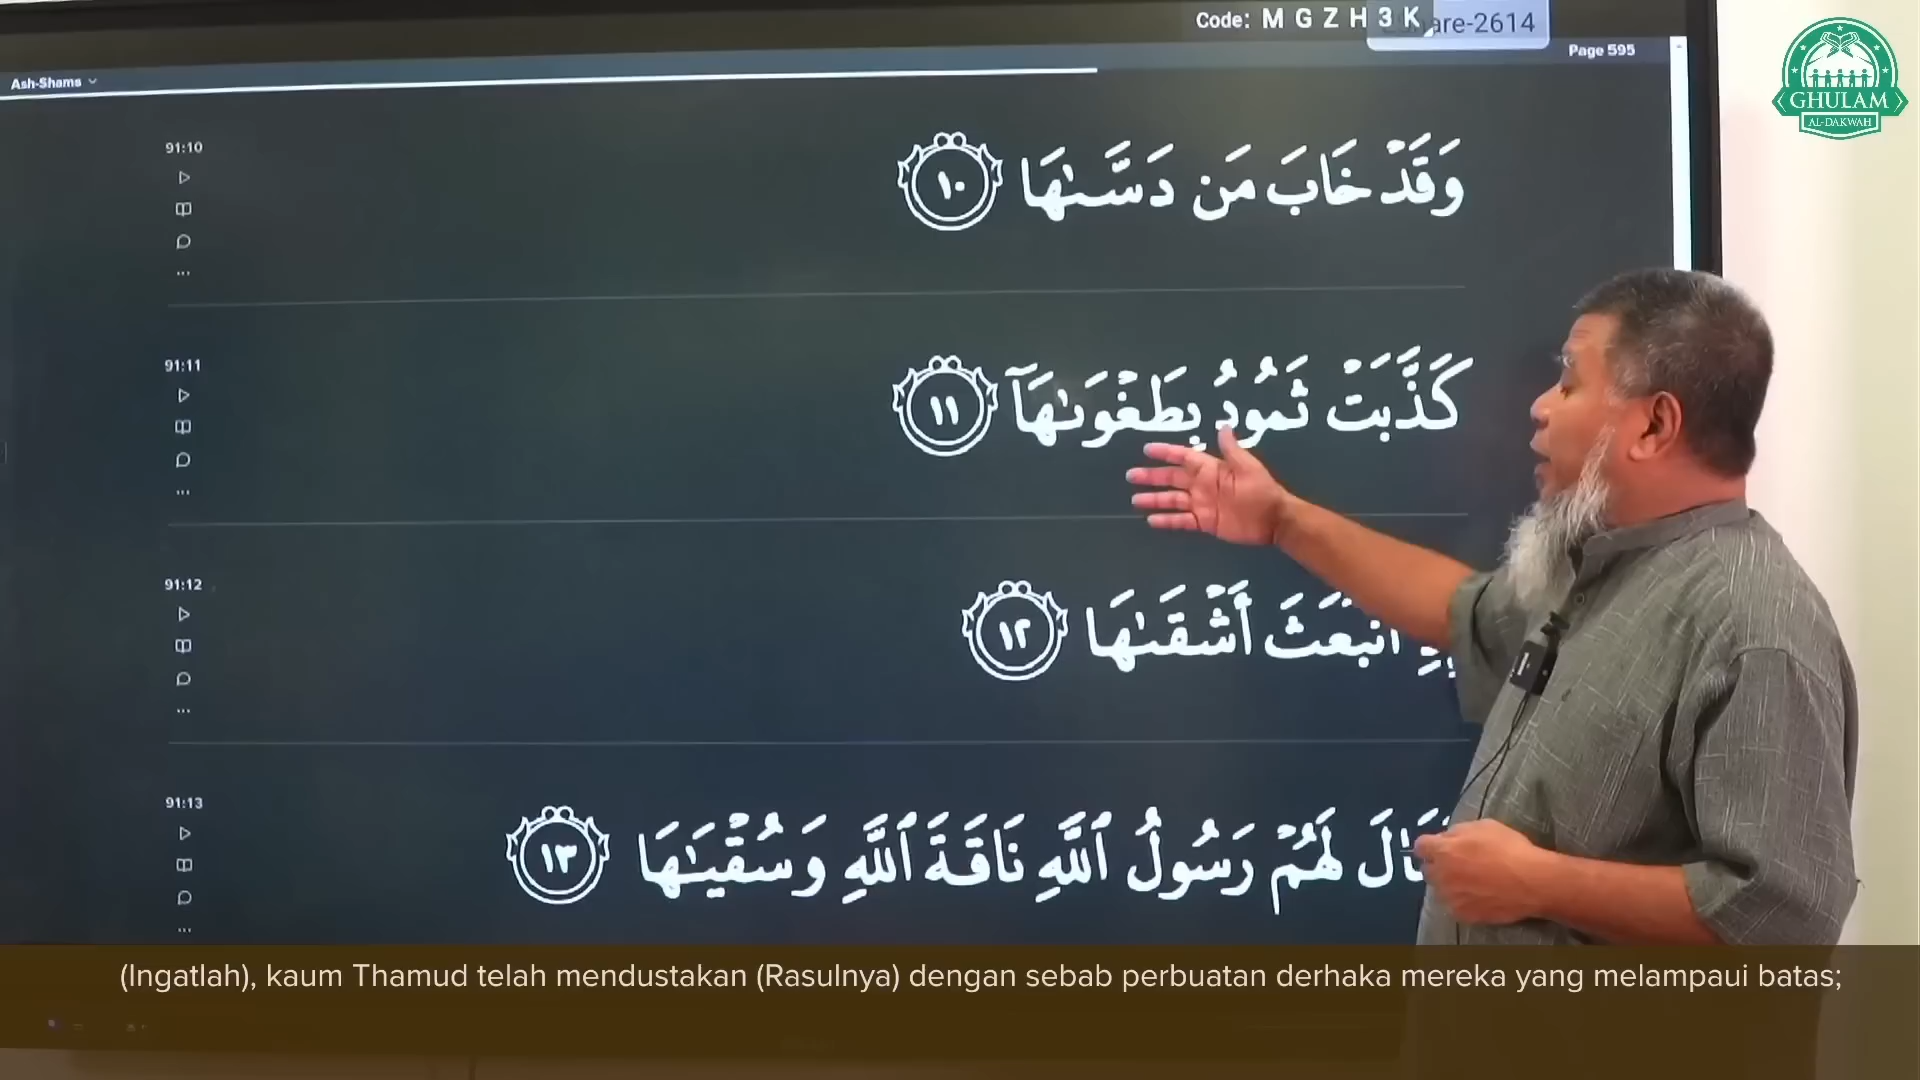 Code: M G Z H 3 K
are-2614
Page 595
Ash-Shams
GHULAM
AL-DAKWAH
91:10
وَقَدْ خَابَ مَن دَسَّىٰهَا ١٠
91:11
كَذَّبَتْ ثَمُودُ بِطَغْوَىٰهَآ ١١
91:12
ٱنۢبَعَثَ أَشْقَىٰهَا ١٢
91:13
لَهُمْ رَسُولُ ٱللَّهِ نَاقَةَ ٱللَّهِ وَسُقْيَـٰهَا ١٣
(Ingatlah), kaum Thamud telah mendustakan (Rasulnya) dengan sebab perbuatan derhaka mereka yang melampaui batas;